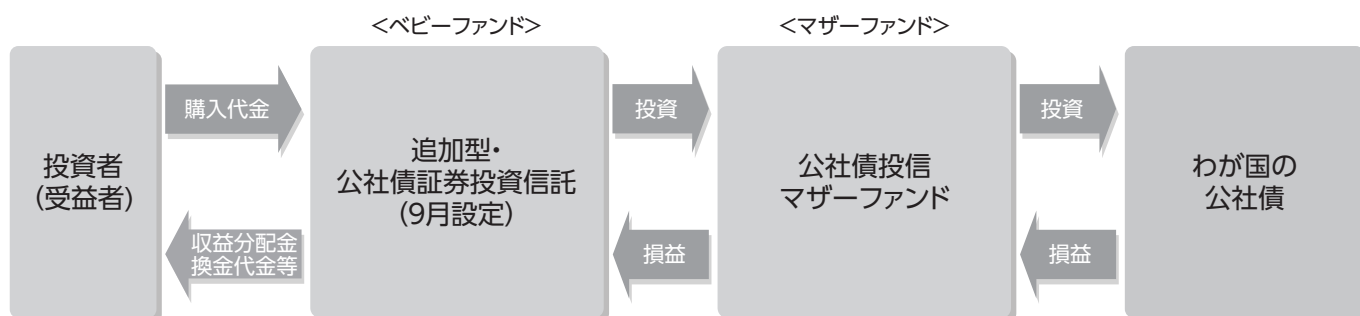 <ベビーファンド>
<マザーファンド>
投資者
(受益者)
購入代金
収益分配金
換金代金等
追加型・
公社債証券投資信託
(9月設定)
投資
損益
公社債投信
マザーファンド
投資
損益
わが国の
公社債